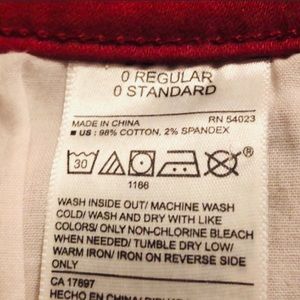 0 REGULAR
0 STANDARD
MADE IN CHINA RN 54023
■ US : 98% COTTON, 2% SPANDEX
30
1166
WASH INSIDE OUT/ MACHINE WASH
COLD/ WASH AND DRY WITH LIKE
COLORS/ ONLY NON-CHLORINE BLEACH
WHEN NEEDED/ TUMBLE DRY LOW/
WARM IRON/ IRON ON REVERSE SIDE
ONLY
CA 17897
HECHO EN CHINA/